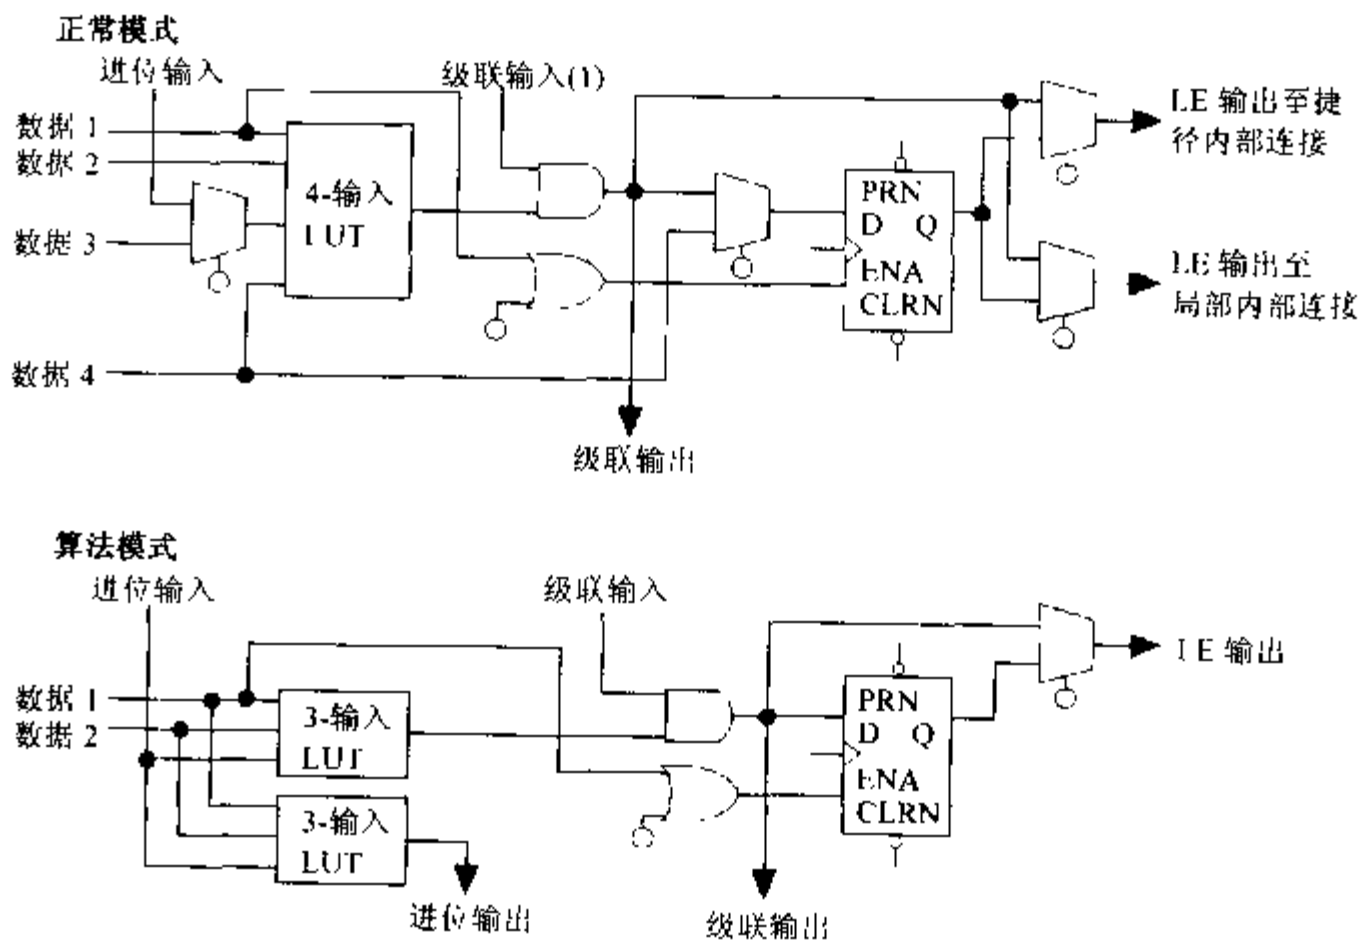 正常模式
进位输入
级联输入(1)
数据 1
数据 2
数据 3
数据 4
4-输入
LUT
PRN
D Q
ENA
CLRN
LE 输出至捷
径内部连接
LE 输出至
局部内部连接
级联输出
算法模式
进位输入
级联输入
数据 1
数据 2
3-输入
LUT
3-输入
LUT
PRN
D Q
ENA
CLRN
LE 输出
进位输出
级联输出